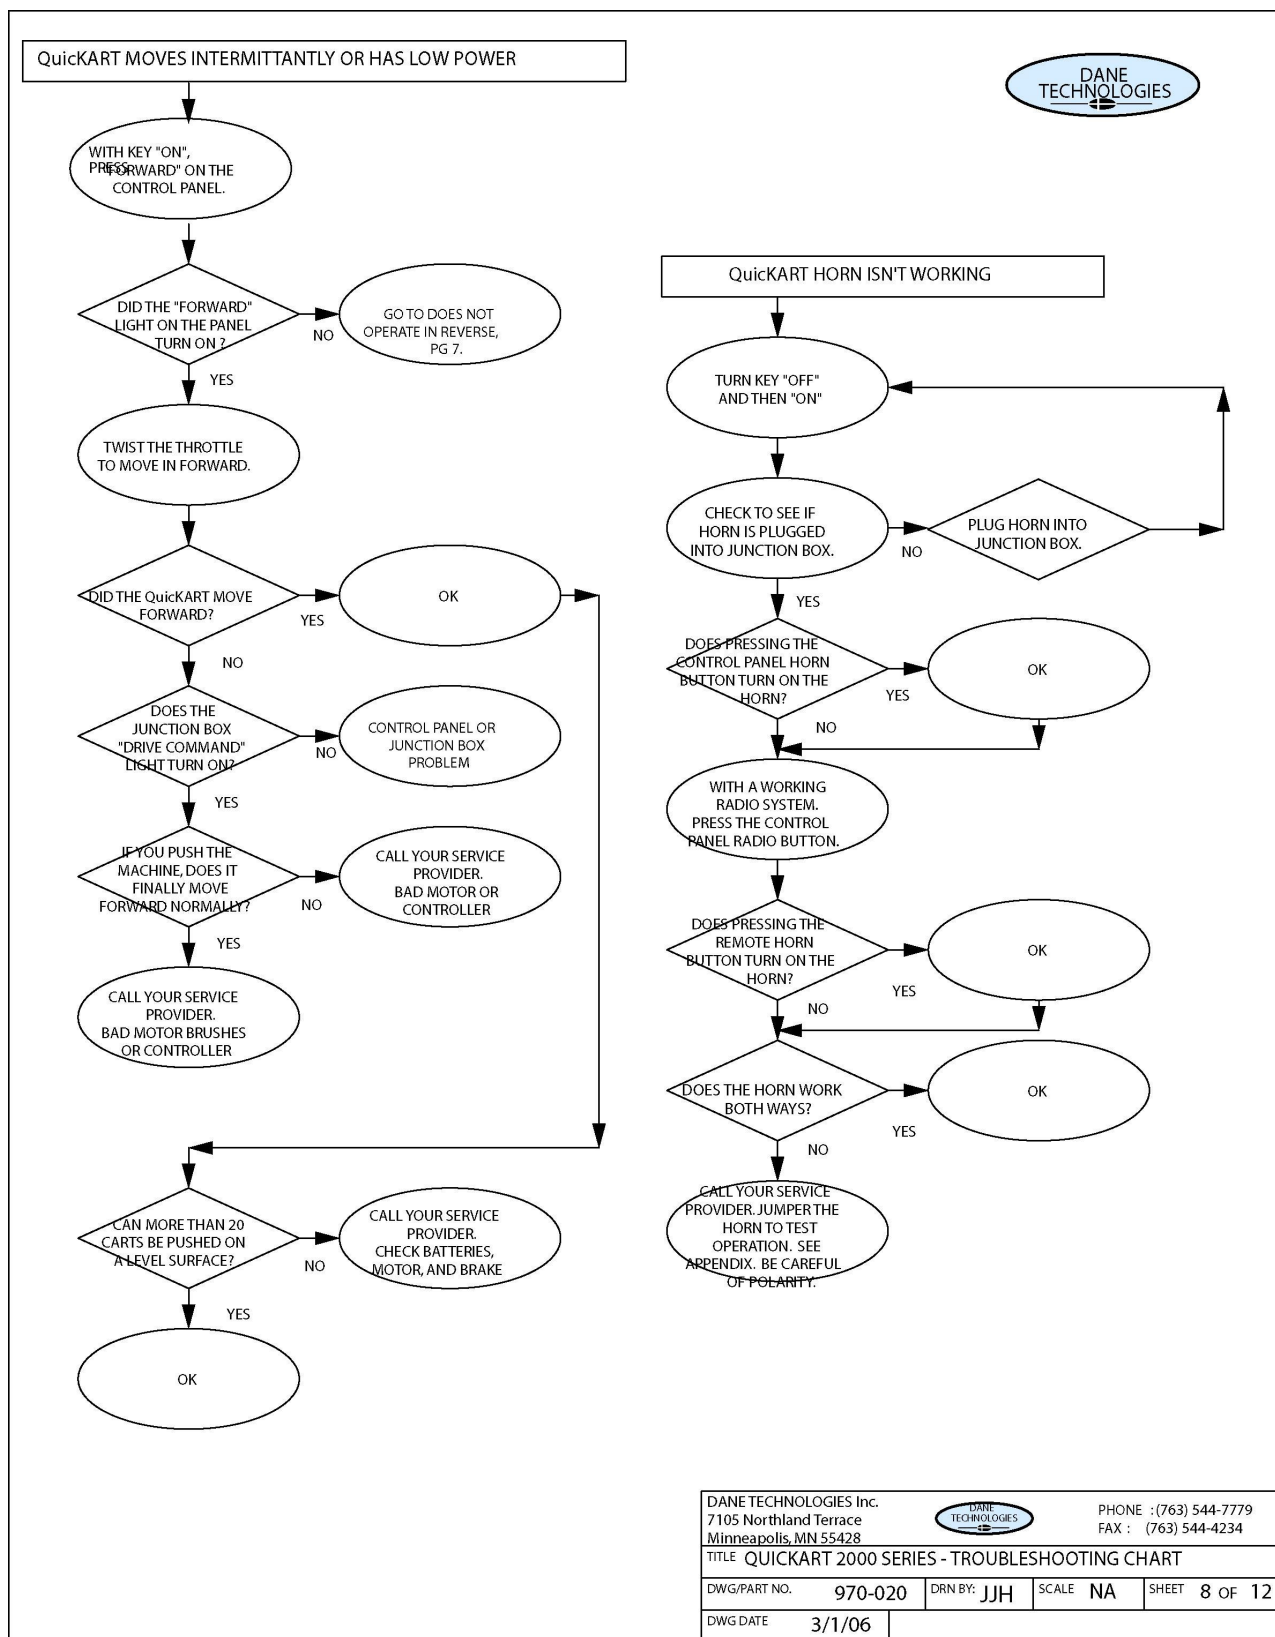 QuicKART MOVES INTERMITTANTLY OR HAS LOW POWER
DANE
TECHNOLOGIES
WITH KEY "ON",
PRESS
"FORWARD" ON THE
CONTROL PANEL.
DID THE "FORWARD"
LIGHT ON THE PANEL
TURN ON ?
NO
GO TO DOES NOT
OPERATE IN REVERSE,
PG 7.
YES
TWIST THE THROTTLE
TO MOVE IN FORWARD.
DID THE QuicKART MOVE
FORWARD?
YES
OK
NO
DOES THE
JUNCTION BOX
"DRIVE COMMAND"
LIGHT TURN ON?
NO
CONTROL PANEL OR
JUNCTION BOX
PROBLEM
YES
IF YOU PUSH THE
MACHINE, DOES IT
FINALLY MOVE
FORWARD NORMALLY?
NO
CALL YOUR SERVICE
PROVIDER.
BAD MOTOR OR
CONTROLLER
YES
CALL YOUR SERVICE
PROVIDER.
BAD MOTOR BRUSHES
OR CONTROLLER
CAN MORE THAN 20
CARTS BE PUSHED ON
A LEVEL SURFACE?
NO
CALL YOUR SERVICE
PROVIDER.
CHECK BATTERIES,
MOTOR, AND BRAKE
YES
OK
QuicKART HORN ISN'T WORKING
TURN KEY "OFF"
AND THEN "ON"
CHECK TO SEE IF
HORN IS PLUGGED
INTO JUNCTION BOX.
NO
PLUG HORN INTO
JUNCTION BOX.
YES
DOES PRESSING THE
CONTROL PANEL HORN
BUTTON TURN ON THE
HORN?
YES
OK
NO
WITH A WORKING
RADIO SYSTEM.
PRESS THE CONTROL
PANEL RADIO BUTTON.
DOES PRESSING THE
REMOTE HORN
BUTTON TURN ON THE
HORN?
YES
OK
NO
DOES THE HORN WORK
BOTH WAYS?
YES
OK
NO
CALL YOUR SERVICE
PROVIDER. JUMPER THE
HORN TO TEST
OPERATION. SEE
APPENDIX. BE CAREFUL
OF POLARITY.
DANE TECHNOLOGIES Inc.
7105 Northland Terrace
Minneapolis, MN 55428
DANE
TECHNOLOGIES
PHONE : (763) 544-7779
FAX : (763) 544-4234
TITLE QUICKART 2000 SERIES - TROUBLESHOOTING CHART
DWG/PART NO. 970-020 DRN BY: JJH SCALE NA SHEET 8 OF 12
DWG DATE 3/1/06